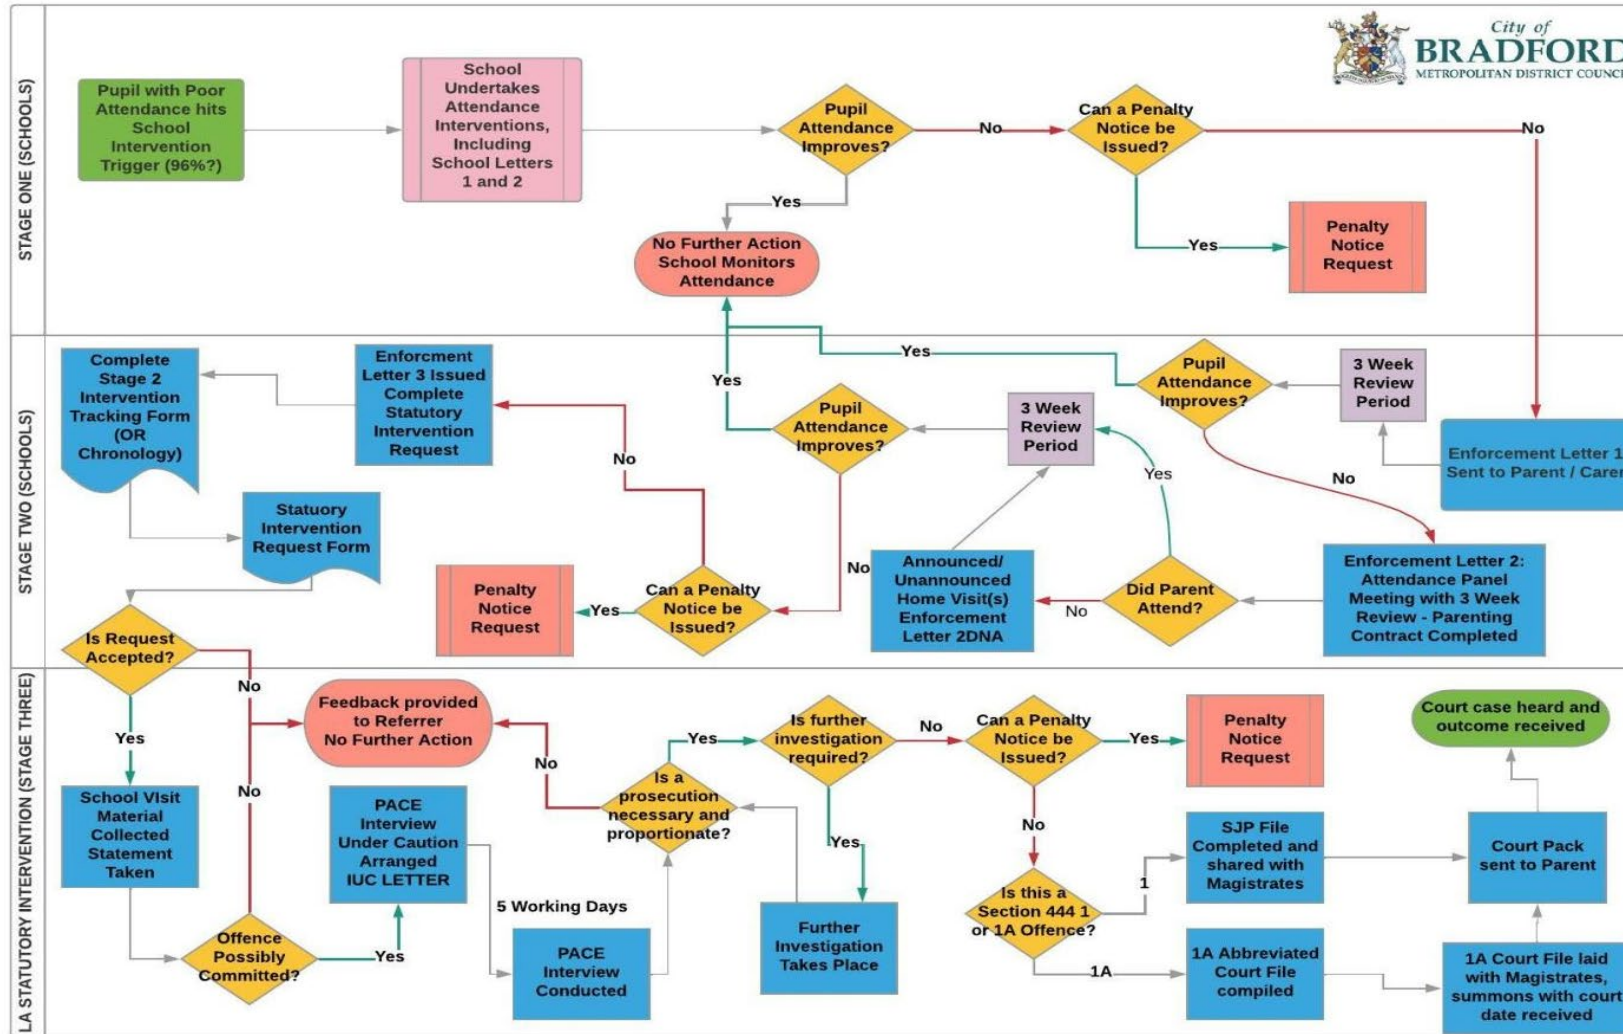 City of
BRADFORD
METROPOLITAN DISTRICT COUNCIL
STAGE ONE (SCHOOLS)
Pupil with Poor
Attendance hits
School
Intervention
Trigger (96%?)
School
Undertakes
Attendance
Interventions,
Including
School Letters
1 and 2
Pupil
Attendance
Improves?
No
Can a Penalty
Notice be
Issued?
No
Yes
No Further Action
School Monitors
Attendance
Yes
Penalty
Notice
Request
STAGE TWO (SCHOOLS)
Complete
Stage 2
Intervention
Tracking Form
(OR
Chronology)
Enforcment
Letter 3 Issued
Complete
Statutory
Intervention
Request
Yes
Yes
Pupil
Attendance
Improves?
3 Week
Review
Period
Pupil
Attendance
Improves?
3 Week
Review
Period
Enforcement Letter 1
Sent to Parent / Carer
No
Yes
No
Statuory
Intervention
Request Form
Penalty
Notice
Request
Yes
Can a Penalty
Notice be
Issued?
No
Announced/
Unannounced
Home Visit(s)
Enforcement
Letter 2DNA
No
Did Parent
Attend?
Enforcement Letter 2:
Attendance Panel
Meeting with 3 Week
Review - Parenting
Contract Completed
Is Request
Accepted?
LA STATUTORY INTERVENTION (STAGE THREE)
No
Yes
Feedback provided
to Referrer
No Further Action
No
Yes
Is further
investigation
required?
No
Can a Penalty
Notice be
Issued?
Yes
Penalty
Notice
Request
Court case heard and
outcome received
School VIsit
Material
Collected
Statement
Taken
No
PACE
Interview
Under Caution
Arranged
IUC LETTER
Is a
prosecution
necessary and
proportionate?
Yes
No
SJP File
Completed and
shared with
Magistrates
Court Pack
sent to Parent
5 Working Days
Is this a
Section 444 1
or 1A Offence?
1
Offence
Possibly
Committed?
Yes
PACE
Interview
Conducted
Further
Investigation
Takes Place
1A
1A Abbreviated
Court File
compiled
1A Court File laid
with Magistrates,
summons with court
date received